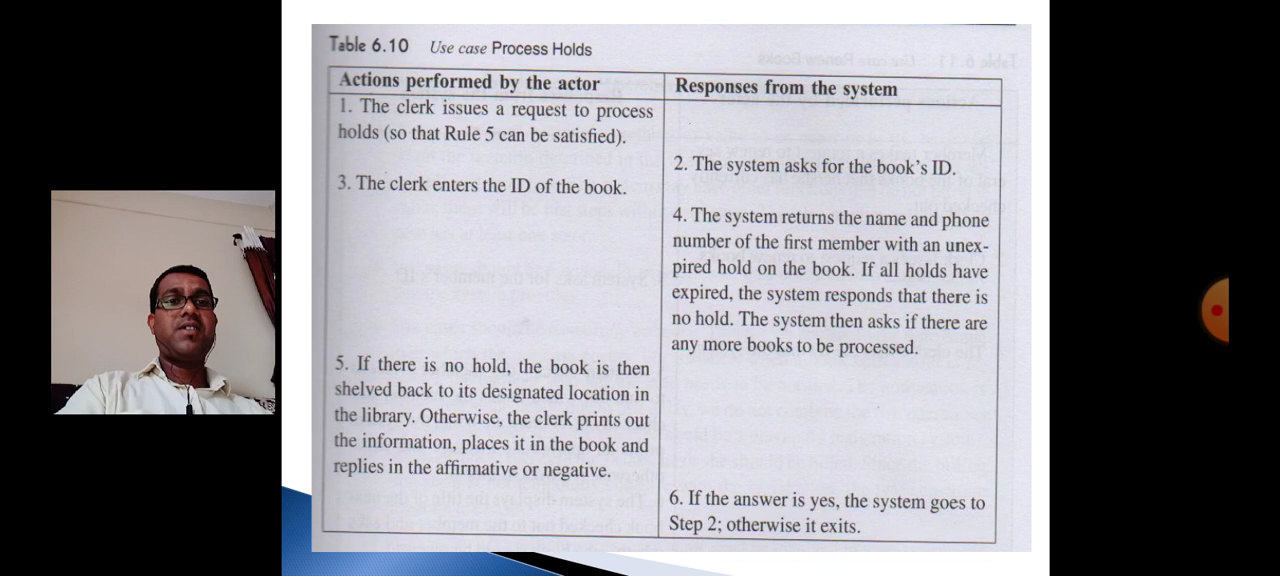 Table 6.10 Use case Process Holds
Actions performed by the actor
Responses from the system
1. The clerk issues a request to process
holds (so that Rule 5 can be satisfied).
2. The system asks for the book's ID.
3. The clerk enters the ID of the book.
4. The system returns the name and phone
number of the first member with an unex-
pired hold on the book. If all holds have
expired, the system responds that there is
no hold. The system then asks if there are
any more books to be processed.
5. If there is no hold, the book is then
shelved back to its designated location in
the library. Otherwise, the clerk prints out
the information, places it in the book and
replies in the affirmative or negative.
6. If the answer is yes, the system goes to
Step 2; otherwise it exits.